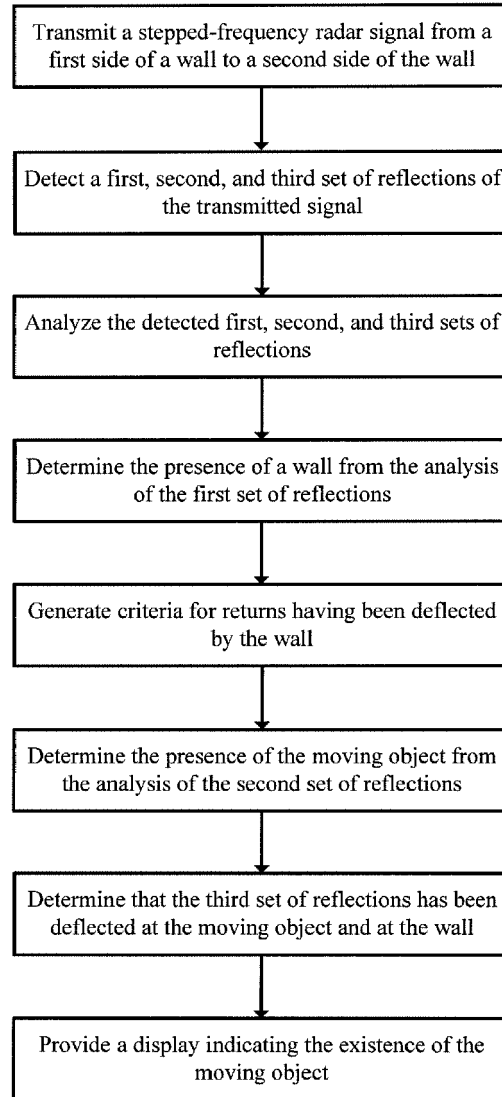 Transmit a stepped-frequency radar signal from a
first side of a wall to a second side of the wall
Detect a first, second, and third set of reflections of
the transmitted signal
Analyze the detected first, second, and third sets of
reflections
Determine the presence of a wall from the analysis
of the first set of reflections
Generate criteria for returns having been deflected
by the wall
Determine the presence of the moving object from
the analysis of the second set of reflections
Determine that the third set of reflections has been
deflected at the moving object and at the wall
Provide a display indicating the existence of the
moving object